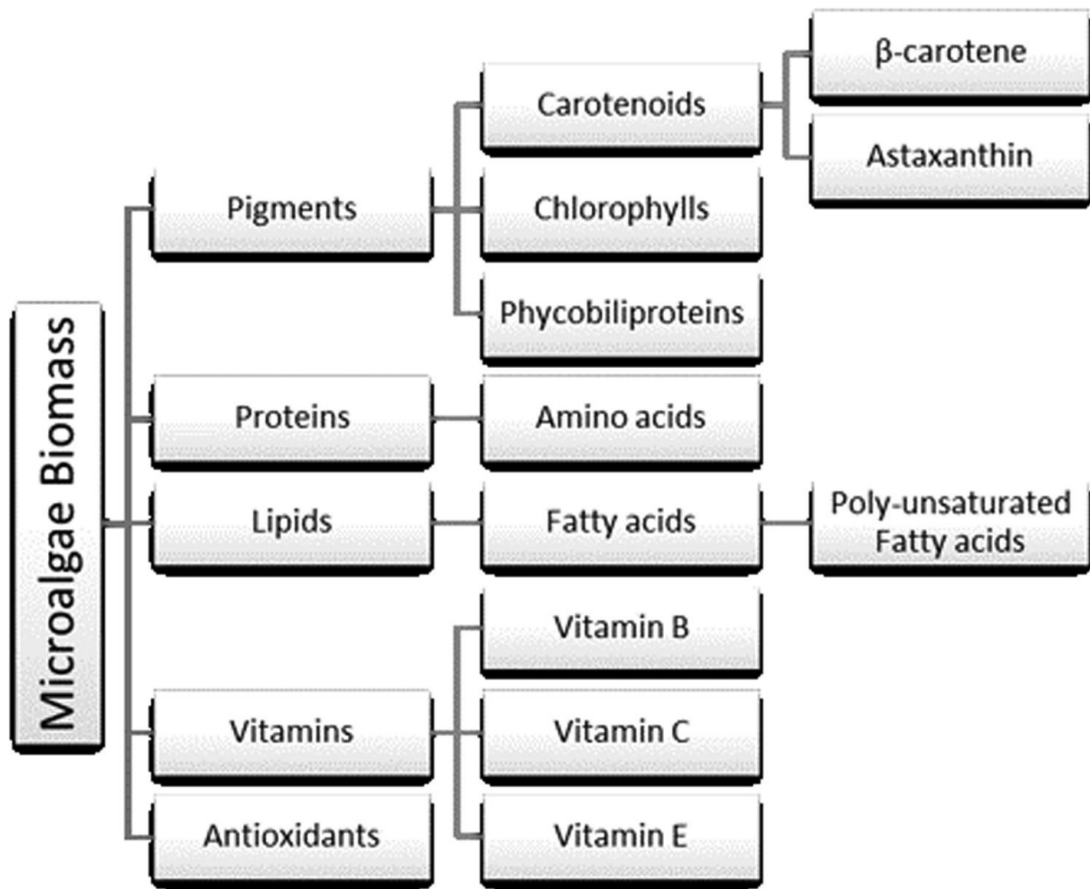 Microalgae Biomass
Pigments
Carotenoids
β-carotene
Astaxanthin
Chlorophylls
Phycobiliproteins
Proteins
Amino acids
Lipids
Fatty acids
Poly-unsaturated
Fatty acids
Vitamins
Vitamin B
Vitamin C
Vitamin E
Antioxidants